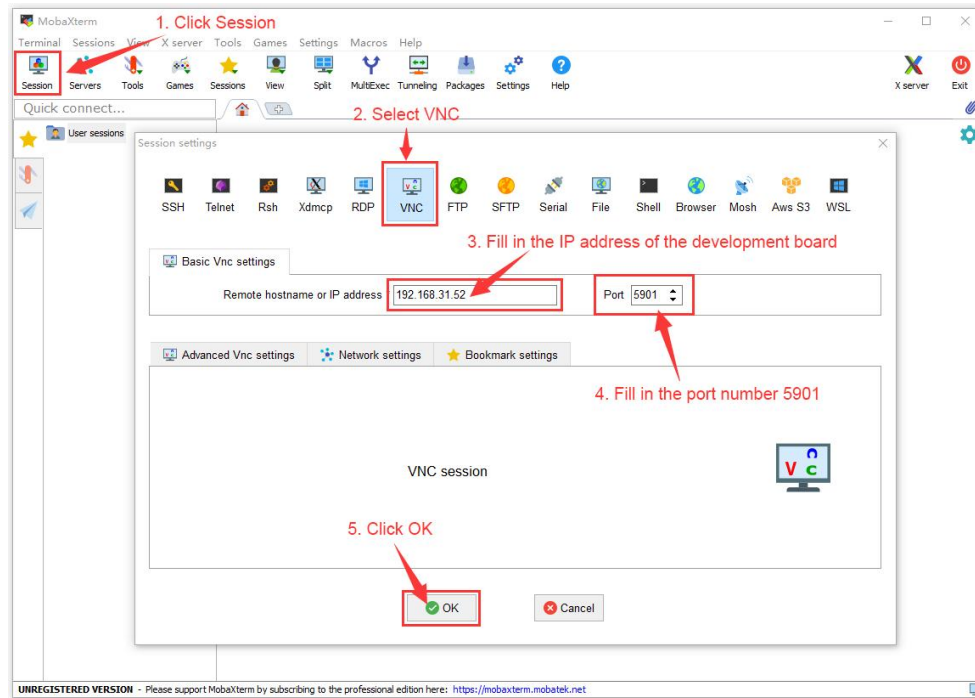 MobaXterm
1. Click Session
Terminal Sessions View X server Tools Games Settings Macros Help
Session Servers Tools Games Sessions View Split MultiExec Tunneling Packages Settings Help X server Exit
Quick connect...
2. Select VNC
User sessions
Session settings
SSH Telnet Rsh Xdmcp RDP VNC FTP SFTP Serial File Shell Browser Mosh Aws S3 WSL
3. Fill in the IP address of the development board
Basic Vnc settings
Remote hostname or IP address * 192.168.31.52 Port 5901
Advanced Vnc settings Network settings Bookmark settings
4. Fill in the port number 5901
VNC session
5. Click OK
OK Cancel
UNREGISTERED VERSION - Please support MobaXterm by subscribing to the professional edition here: https://mobaxterm.mobatek.net